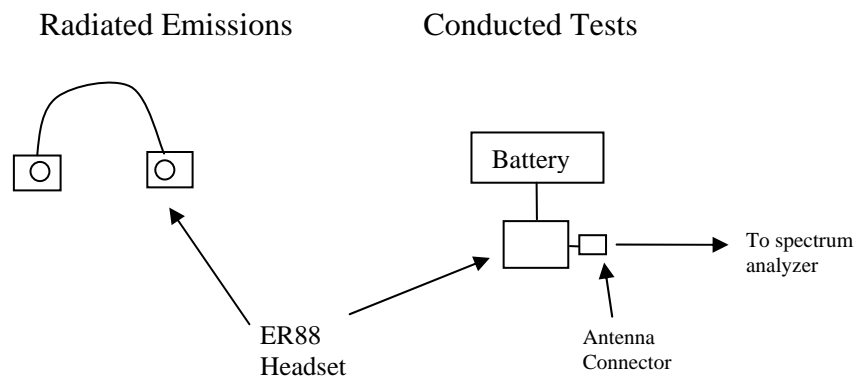 Radiated Emissions
Conducted Tests
Battery
To spectrum
analyzer
ER88
Headset
Antenna
Connector